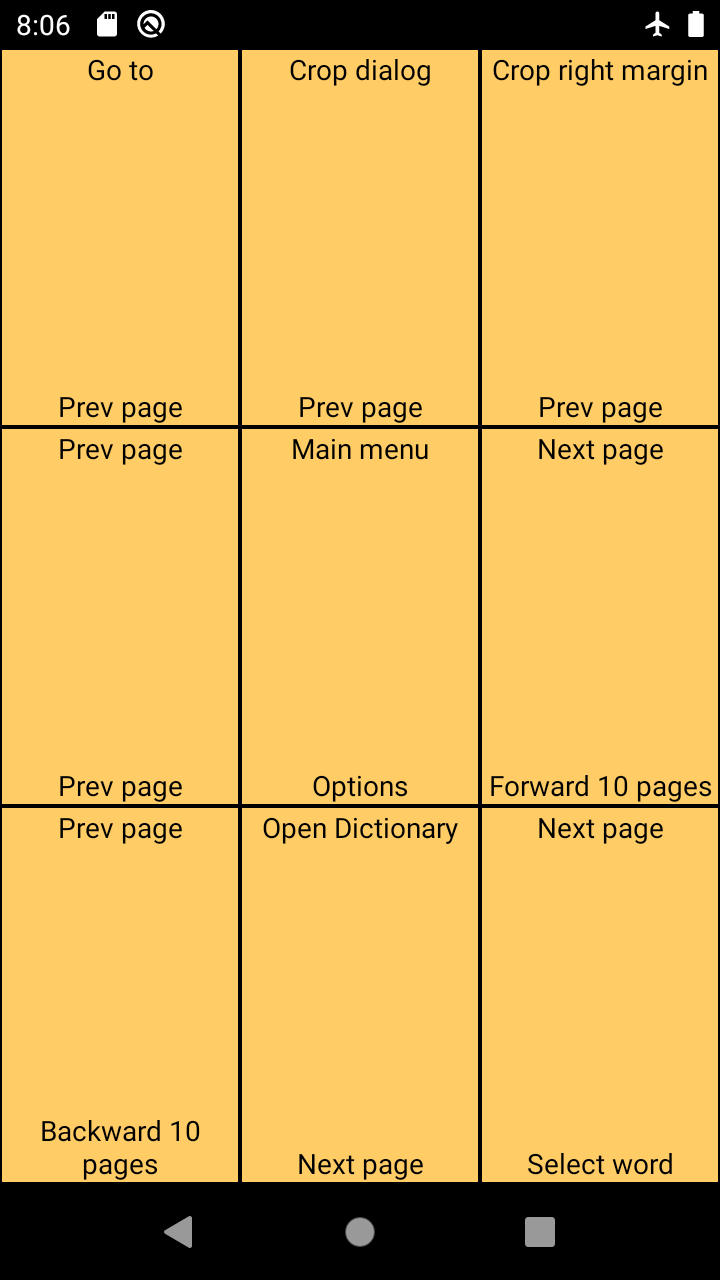 8:06
Go to
Crop dialog
Crop right margin
Prev page
Prev page
Prev page
Prev page
Main menu
Next page
Prev page
Options
Forward 10 pages
Prev page
Open Dictionary
Next page
Backward 10
pages
Next page
Select word